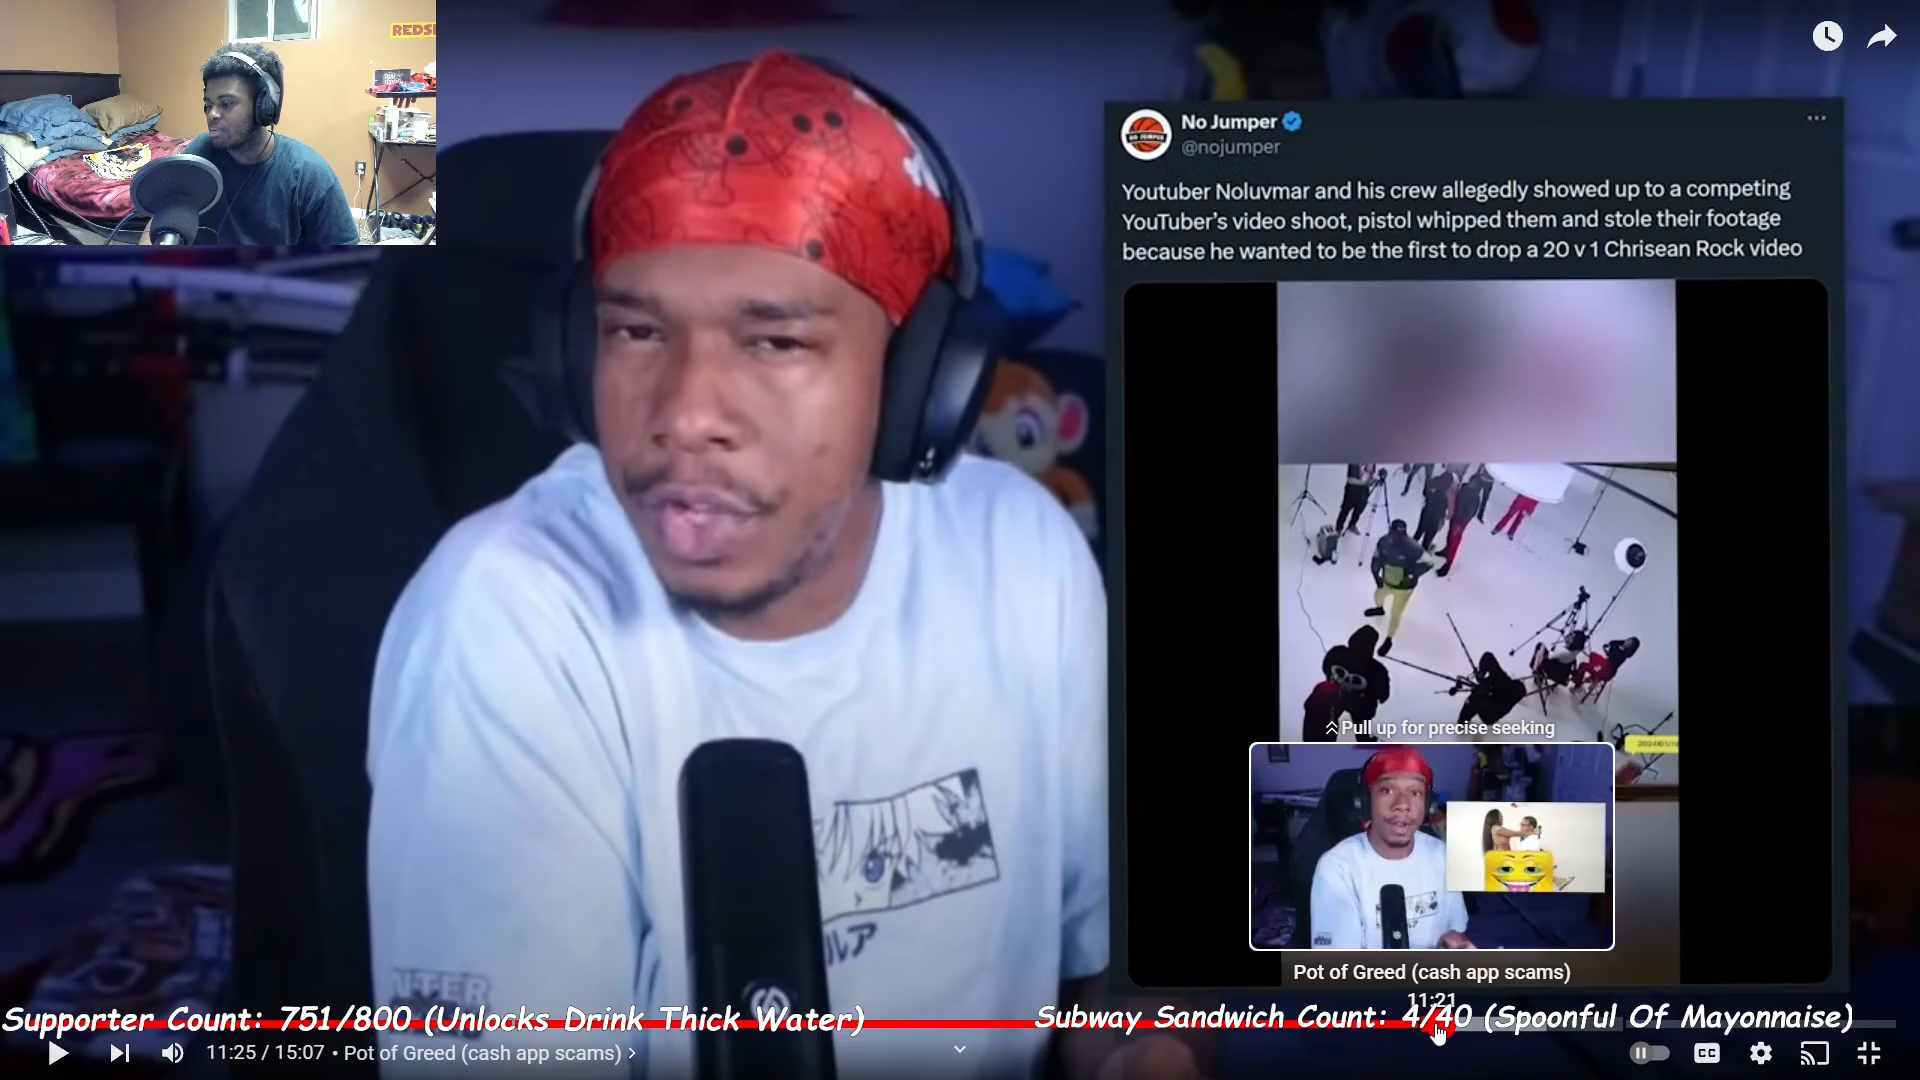 REDS
No Jumper
@nojumper
Youtuber Noluvmar and his crew allegedly showed up to a competing
YouTuber's video shoot, pistol whipped them and stole their footage
because he wanted to be the first to drop a 20 v 1 Chrisean Rock video
Pull up for precise seeking
Pot of Greed (cash app scams)
11:21
Supporter Count: 751/800 (Unlocks Drink Thick Water)
Subway Sandwich Count: 4/40 (Spoonful Of Mayonnaise)
11:25 / 15:07 • Pot of Greed (cash app scams)
CC